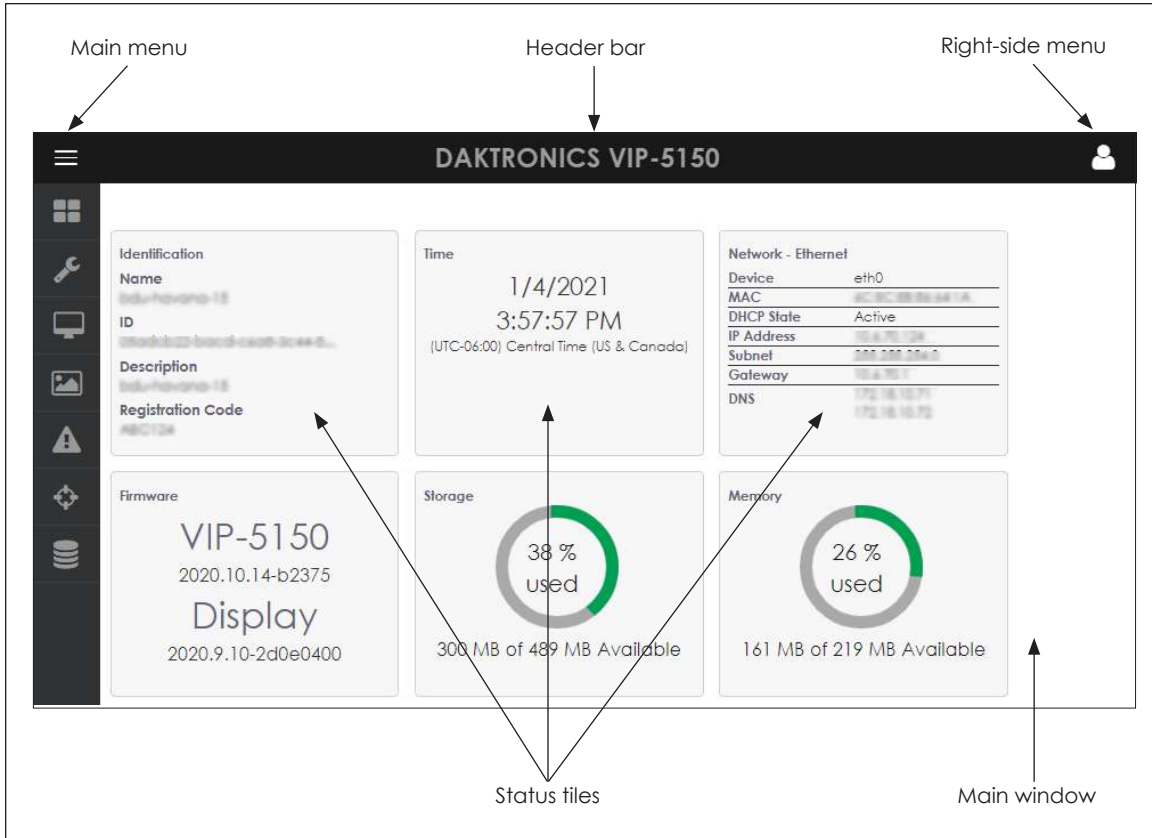 Main menu
Header bar
Right-side menu
DAKTRONICS VIP-5150
Identification
Name
ID
Description
Registration Code
Time
1/4/2021
3:57:57 PM
(UTC-06:00) Central Time (US & Canada)
Network - Ethernet
Device eth0
MAC
DHCP State Active
IP Address
Subnet
Gateway
DNS
Firmware
VIP-5150
2020.10.14-b2375
Display
2020.9.10-2d0e0400
Storage
38 %
used
300 MB of 489 MB Available
Memory
26 %
used
161 MB of 219 MB Available
Status tiles
Main window